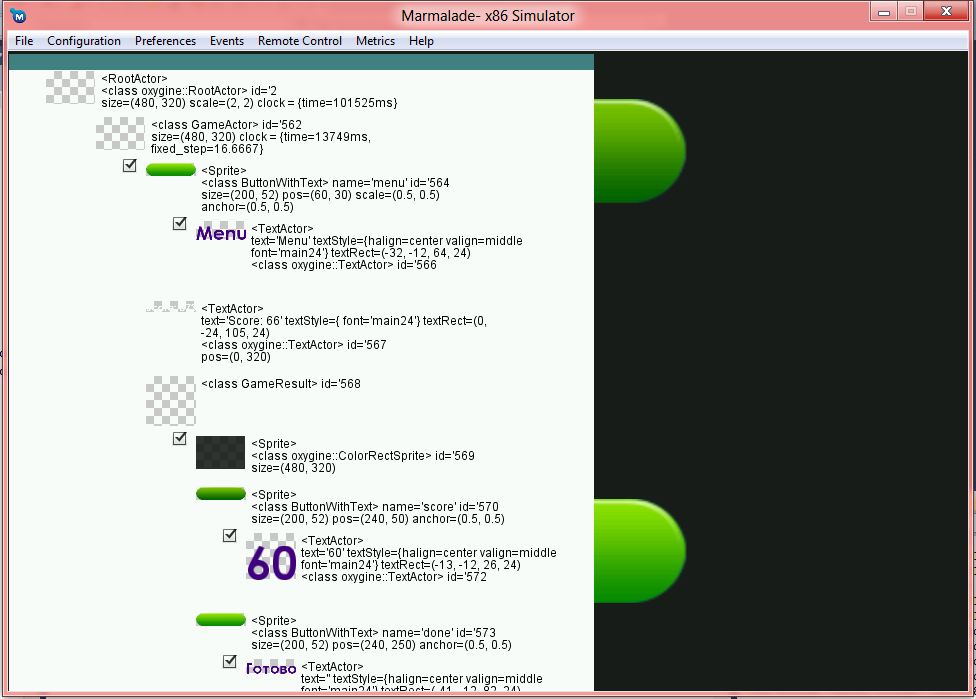 Marmalade- x86 Simulator
File Configuration Preferences Events Remote Control Metrics Help
<RootActor>
<class oxygine::RootActor> id='2
size=(480, 320) scale=(2, 2) clock = {time=101525ms}
<class GameActor> id='562
size=(480, 320) clock = {time=13749ms,
fixed_step=16.6667}
<Sprite>
<class ButtonWithText> name='menu' id='564
size=(200, 52) pos=(60, 30) scale=(0.5, 0.5)
anchor=(0.5, 0.5)
Menu
<TextActor>
text='Menu' textStyle={halign=center valign=middle
font='main24'} textRect=(-32, -12, 64, 24)
<class oxygine::TextActor> id='566
<TextActor>
text='Score: 66' textStyle={ font='main24'} textRect=(0,
-24, 105, 24)
<class oxygine::TextActor> id='567
pos=(0, 320)
<class GameResult> id='568
<Sprite>
<class oxygine::ColorRectSprite> id='569
size=(480, 320)
<Sprite>
<class ButtonWithText> name='score' id='570
size=(200, 52) pos=(240, 50) anchor=(0.5, 0.5)
60
<TextActor>
text='60' textStyle={halign=center valign=middle
font='main24'} textRect=(-13, -12, 26, 24)
<class oxygine::TextActor> id='572
<Sprite>
<class ButtonWithText> name='done' id='573
size=(200, 52) pos=(240, 250) anchor=(0.5, 0.5)
Готово
<TextActor>
text='' textStyle={halign=center valign=middle
font='main24'} textRect=(-41, -12, 82, 24)